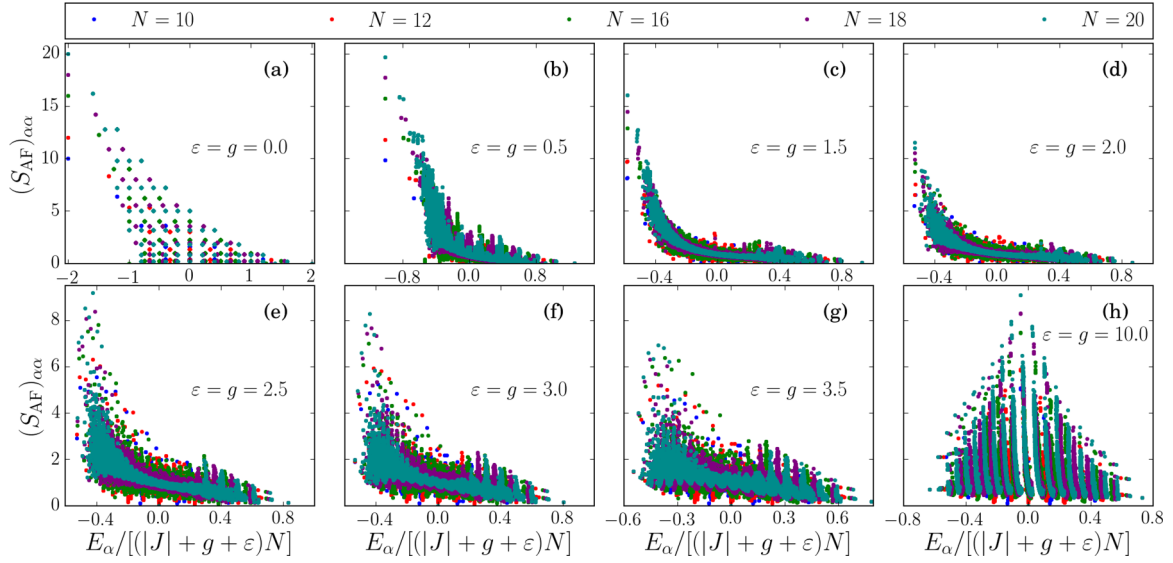 N = 10 N = 12 N = 16 N = 18 N = 20
20
15
10
5
0
(S_AF)_αα
(a)
ε = g = 0.0
−2 −1 0 1 2
(b)
ε = g = 0.5
−0.8 0.0 0.8
(c)
ε = g = 1.5
−0.4 0.0 0.4 0.8
(d)
ε = g = 2.0
−0.4 0.0 0.4 0.8
8
6
4
2
0
(S_AF)_αα
(e)
ε = g = 2.5
−0.4 0.0 0.4 0.8
E_α/[(|J| + g + ε)N]
(f)
ε = g = 3.0
−0.4 0.0 0.4 0.8
E_α/[(|J| + g + ε)N]
(g)
ε = g = 3.5
−0.6 −0.3 0.0 0.3 0.6
E_α/[(|J| + g + ε)N]
(h)
ε = g = 10.0
−0.8 −0.4 0.0 0.4 0.8
E_α/[(|J| + g + ε)N]